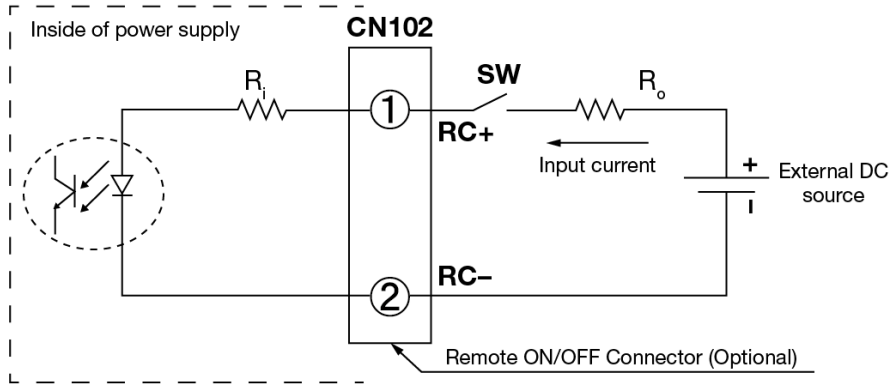 Inside of power supply
CN102
Ri
1
SW
Ro
RC+
Input current
+
External DC
source
−
2
RC−
Remote ON/OFF Connector (Optional)